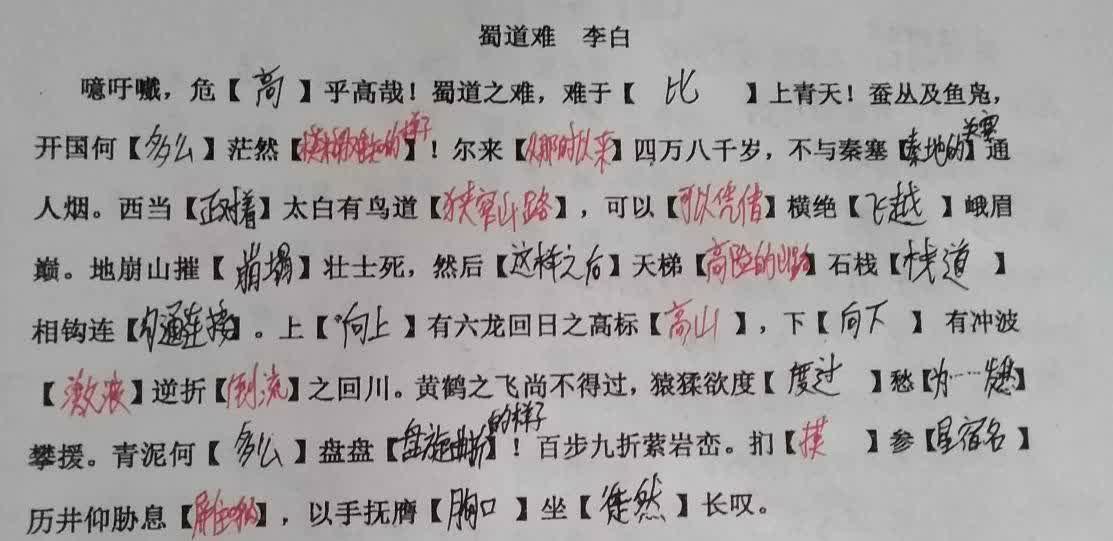 蜀道难 李白
噫吁嚱，危【高】乎高哉！蜀道之难，难于【比】上青天！蚕丛及鱼凫，
开国何【多么】茫然【模糊难知的样子】！尔来【从那时以来】四万八千岁，不与秦塞【秦地的关塞】通
人烟。西当【正对着】太白有鸟道【狭窄山路】，可以【可以凭借】横绝【飞越】峨眉
巅。地崩山摧【崩塌】壮士死，然后【这样之后】天梯【高险的山路】石栈【栈道】
相钩连【勾通连接】。上【向上】有六龙回日之高标【高山】，下【向下】有冲波
【激波】逆折【倒流】之回川。黄鹤之飞尚不得过，猿猱欲度【度过】愁【为……发愁】
攀援。青泥何【多么】盘盘【盘旋曲折的样子】！百步九折萦岩峦。扪【摸】参【星宿名】
历井仰胁息【屏住呼吸】，以手抚膺【胸口】坐【徒然】长叹。